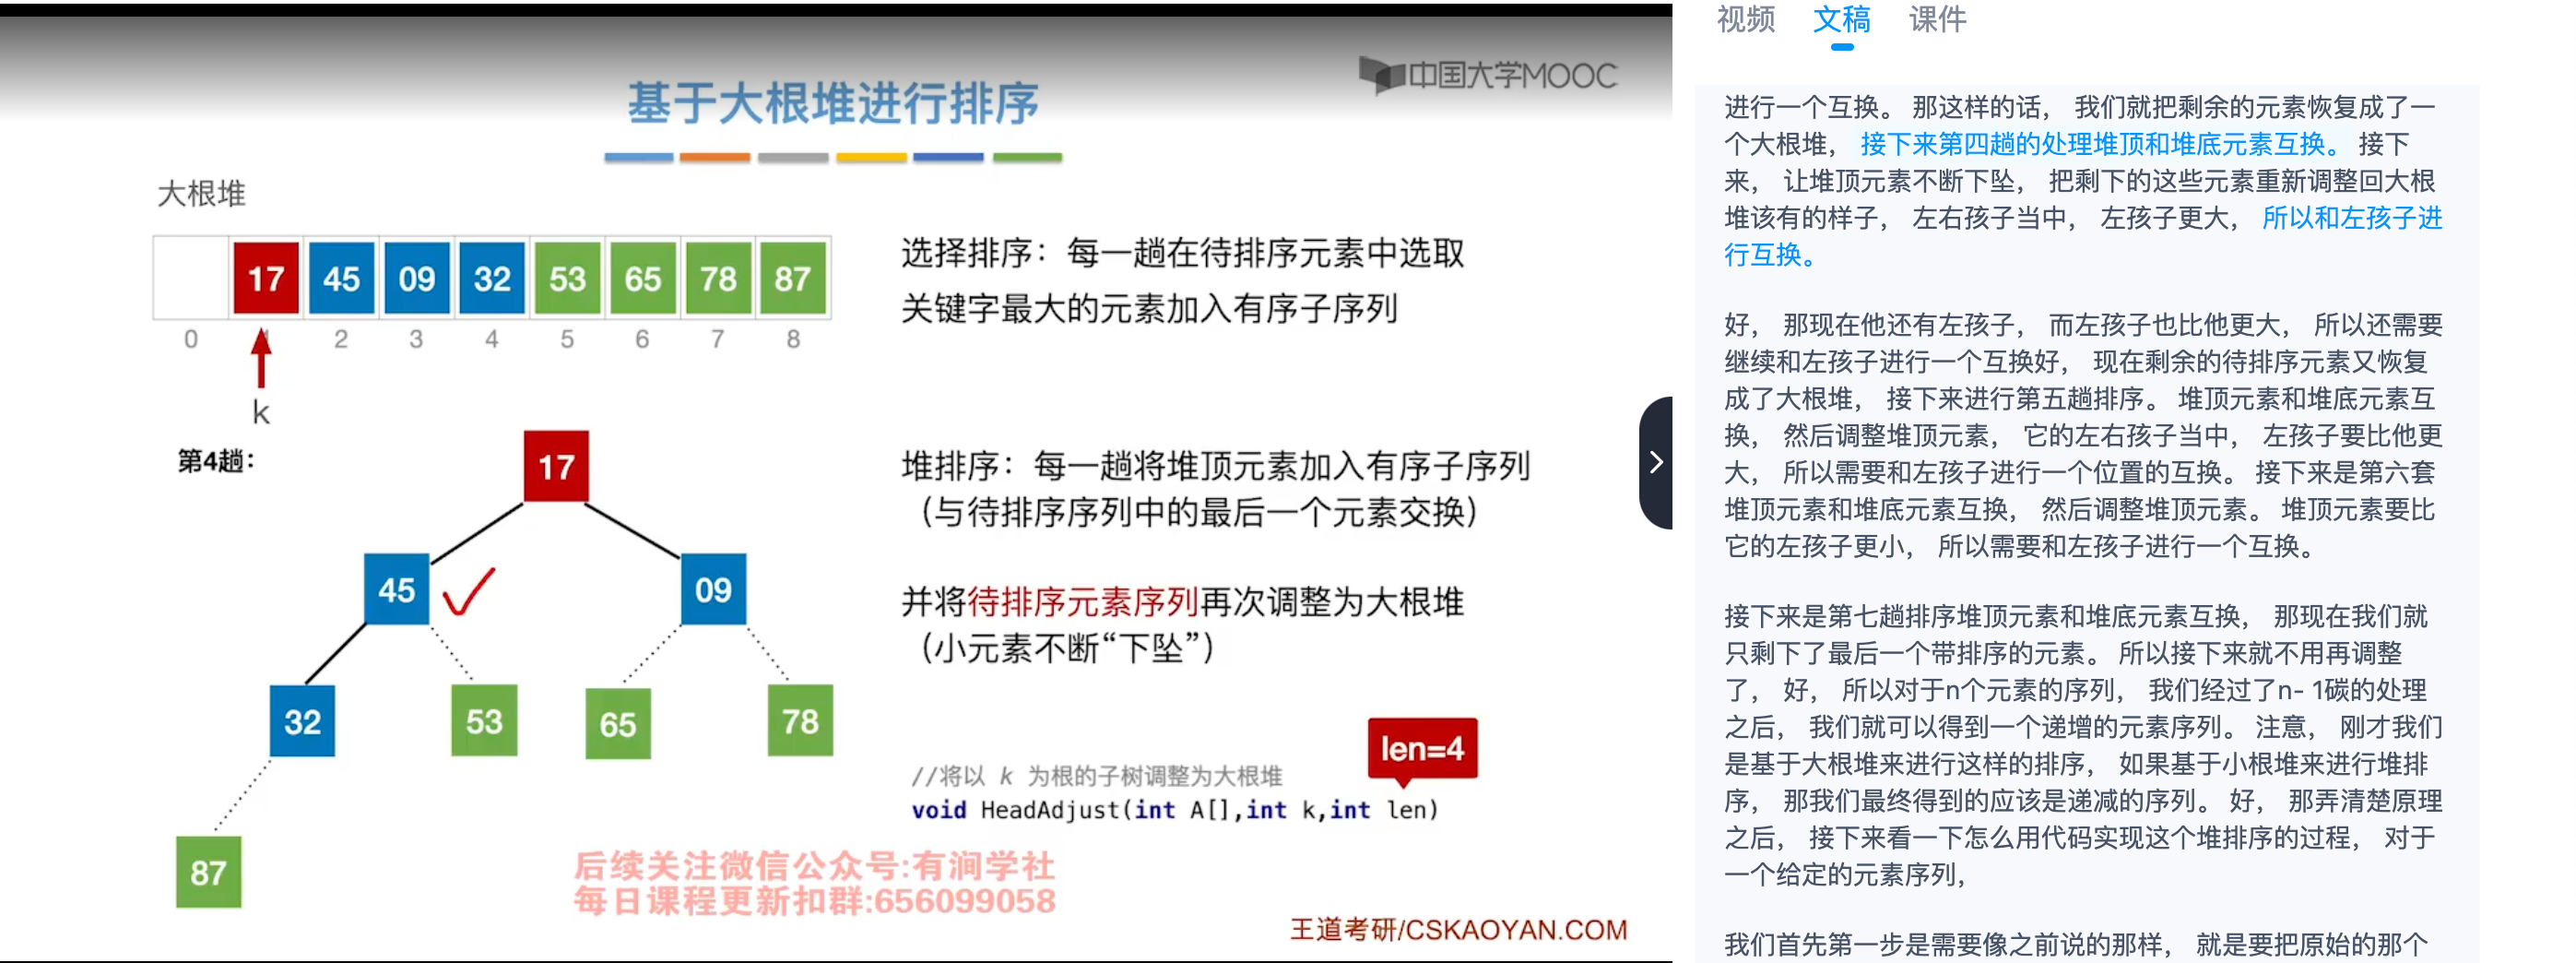 中国大学MOOC
基于大根堆进行排序
大根堆
17 45 09 32 53 65 78 87
0 2 3 4 5 6 7 8
k
选择排序：每一趟在待排序元素中选取
关键字最大的元素加入有序子序列
第4趟：
17
45 09
32 53 65 78
87
堆排序：每一趟将堆顶元素加入有序子序列
（与待排序序列中的最后一个元素交换）
并将待排序元素序列再次调整为大根堆
（小元素不断“下坠”）
len=4
//将以 k 为根的子树调整为大根堆
void HeadAdjust(int A[],int k,int len)
后续关注微信公众号:有涧学社
每日课程更新扣群:656099058
王道考研/CSKAOYAN.COM
视频 文稿 课件
进行一个互换。 那这样的话， 我们就把剩余的元素恢复成了一
个大根堆， 接下来第四趟的处理堆顶和堆底元素互换。 接下
来， 让堆顶元素不断下坠， 把剩下的这些元素重新调整回大根
堆该有的样子， 左右孩子当中， 左孩子更大， 所以和左孩子进
行互换。
好， 那现在他还有左孩子， 而左孩子也比他更大， 所以还需要
继续和左孩子进行一个互换好， 现在剩余的待排序元素又恢复
成了大根堆， 接下来进行第五趟排序。 堆顶元素和堆底元素互
换， 然后调整堆顶元素， 它的左右孩子当中， 左孩子要比他更
大， 所以需要和左孩子进行一个位置的互换。 接下来是第六套
堆顶元素和堆底元素互换， 然后调整堆顶元素。 堆顶元素要比
它的左孩子更小， 所以需要和左孩子进行一个互换。
接下来是第七趟排序堆顶元素和堆底元素互换， 那现在我们就
只剩下了最后一个带排序的元素。 所以接下来就不用再调整
了， 好， 所以对于n个元素的序列， 我们经过了n- 1碳的处理
之后， 我们就可以得到一个递增的元素序列。 注意， 刚才我们
是基于大根堆来进行这样的排序， 如果基于小根堆来进行堆排
序， 那我们最终得到的应该是递减的序列。 好， 那弄清楚原理
之后， 接下来看一下怎么用代码实现这个堆排序的过程， 对于
一个给定的元素序列，
我们首先第一步是需要像之前说的那样， 就是要把原始的那个